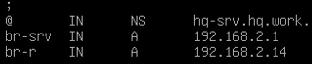 ;
@ IN NS hq-srv.hq.work.
br-srv IN A 192.168.2.1
br-r IN A 192.168.2.14